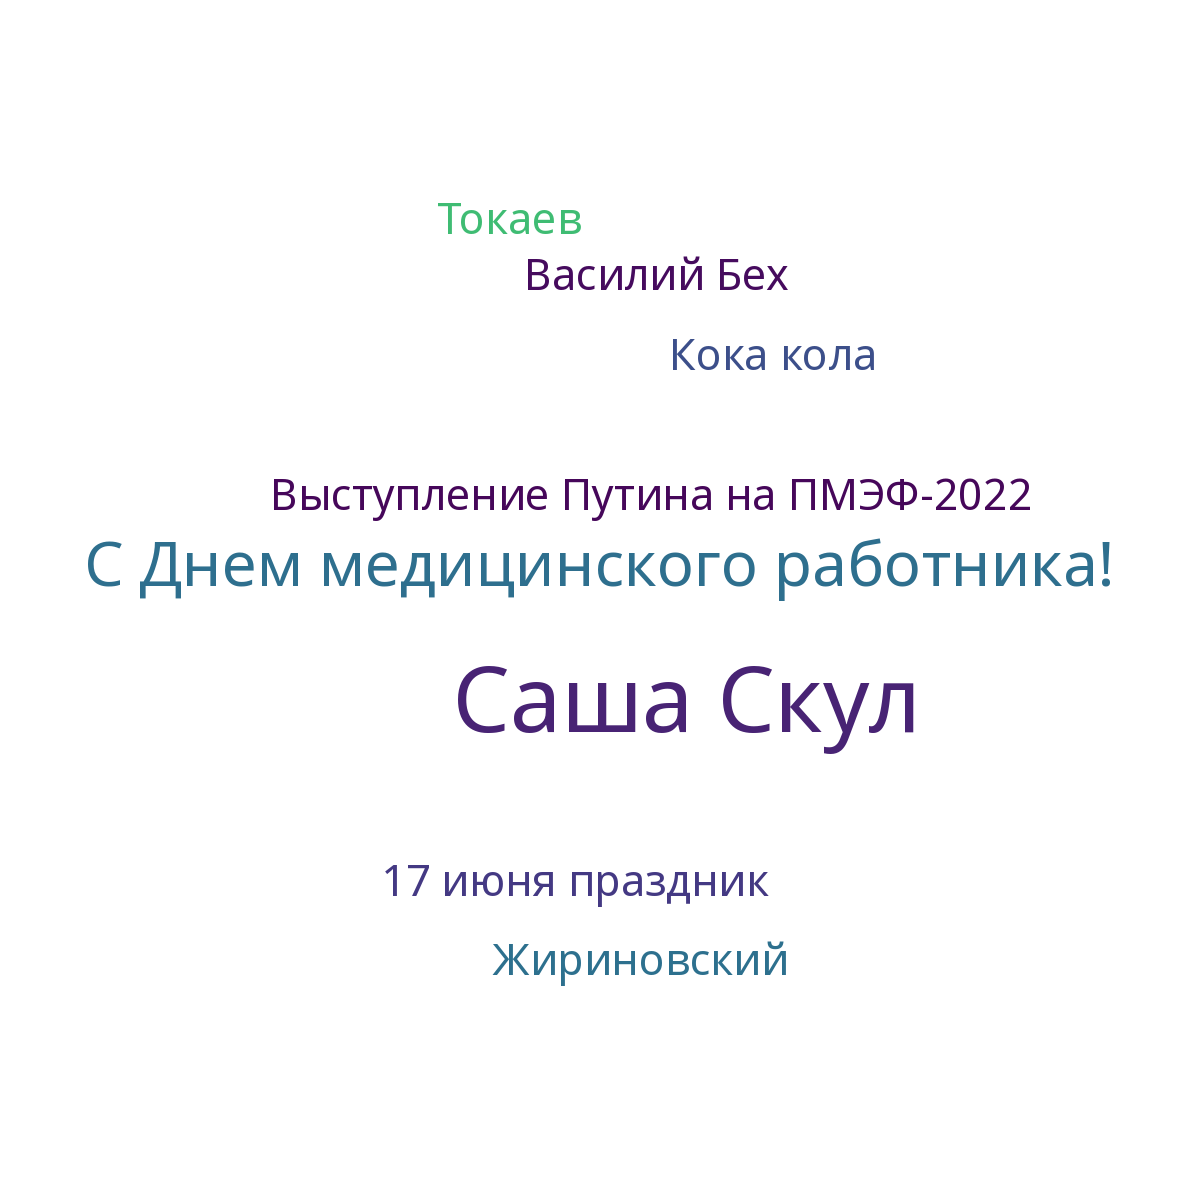 Токаев
Василий Бех
Кока кола
Выступление Путина на ПМЭФ-2022
С Днем медицинского работника!
Саша Скул
17 июня праздник
Жириновский